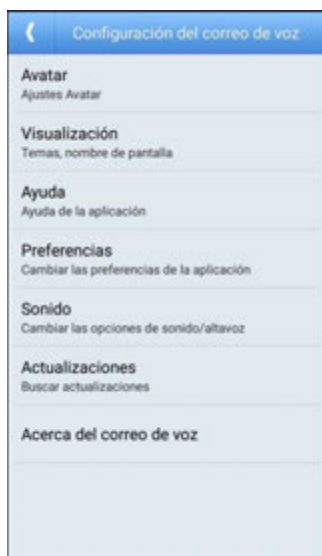 Configuración del correo de voz
Avatar
Ajustes Avatar
Visualización
Temas, nombre de pantalla
Ayuda
Ayuda de la aplicación
Preferencias
Cambiar las preferencias de la aplicación
Sonido
Cambiar las opciones de sonido/altavoz
Actualizaciones
Buscar actualizaciones
Acerca del correo de voz